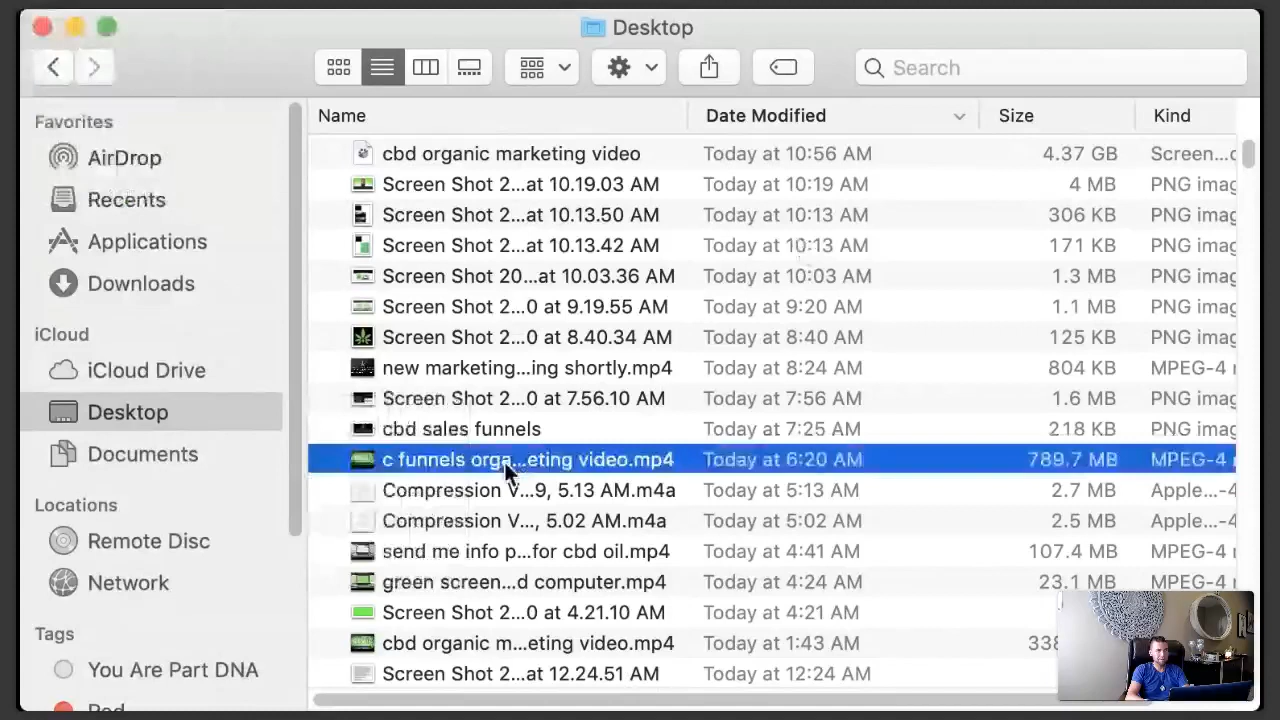 Desktop
Search
Favorites
AirDrop
Recents
Applications
Downloads
iCloud
iCloud Drive
Desktop
Documents
Locations
Remote Disc
Network
Tags
You Are Part DNA
Name Date Modified Size Kind
cbd organic marketing video Today at 10:56 AM 4.37 GB Screen...c
Screen Shot 2...at 10.19.03 AM Today at 10:19 AM 4 MB PNG imag
Screen Shot 2...at 10.13.50 AM Today at 10:13 AM 306 KB PNG imag
Screen Shot 2...at 10.13.42 AM Today at 10:13 AM 171 KB PNG imag
Screen Shot 20...at 10.03.36 AM Today at 10:03 AM 1.3 MB PNG imag
Screen Shot 2...0 at 9.19.55 AM Today at 9:20 AM 1.1 MB PNG imag
Screen Shot 2...0 at 8.40.34 AM Today at 8:40 AM 25 KB PNG imag
new marketing...ing shortly.mp4 Today at 8:24 AM 804 KB MPEG-4
Screen Shot 2...0 at 7.56.10 AM Today at 7:56 AM 1.6 MB PNG imag
cbd sales funnels Today at 7:25 AM 218 KB PNG imag
c funnels orga...eting video.mp4 Today at 6:20 AM 789.7 MB MPEG-4
Compression V...9, 5.13 AM.m4a Today at 5:13 AM 2.7 MB Apple...-4
Compression V..., 5.02 AM.m4a Today at 5:02 AM 2.5 MB Apple...-4
send me info p...for cbd oil.mp4 Today at 4:41 AM 107.4 MB MPEG-4
green screen...d computer.mp4 Today at 4:24 AM 23.1 MB MPEG-4
Screen Shot 2...0 at 4.21.10 AM Today at 4:21 AM
cbd organic m...eting video.mp4 Today at 1:43 AM 338
Screen Shot 2...at 12.24.51 AM Today at 12:24 AM